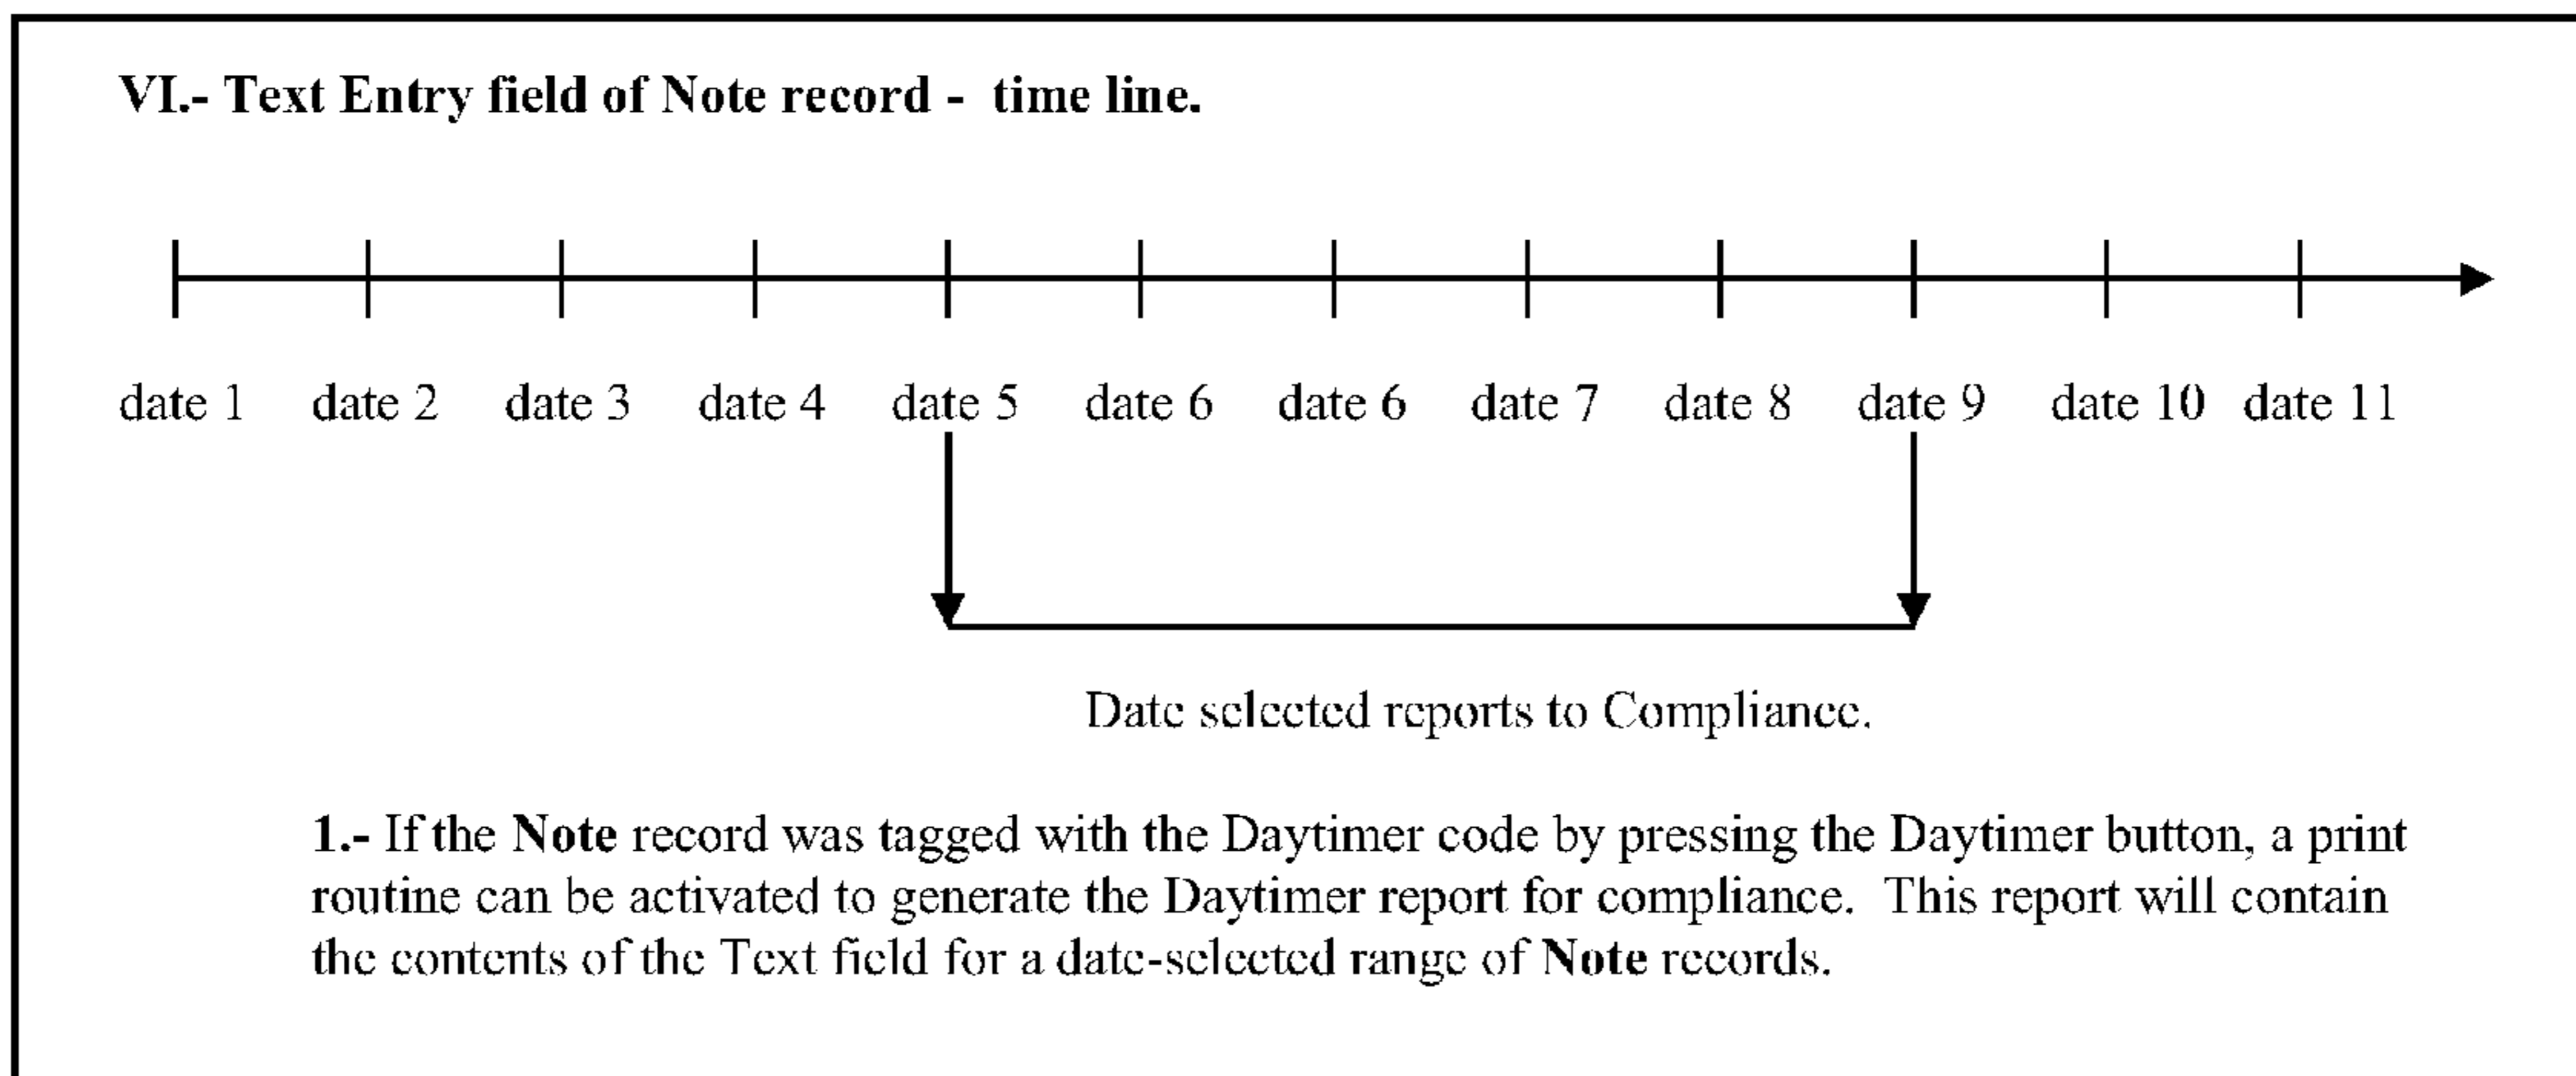 VI.- Text Entry field of Note record - time line.
date 1 date 2 date 3 date 4 date 5 date 6 date 6 date 7 date 8 date 9 date 10 date 11
Date selected reports to Compliance.
1.- If the Note record was tagged with the Daytimer code by pressing the Daytimer button, a print
routine can be activated to generate the Daytimer report for compliance. This report will contain
the contents of the Text field for a date-selected range of Note records.